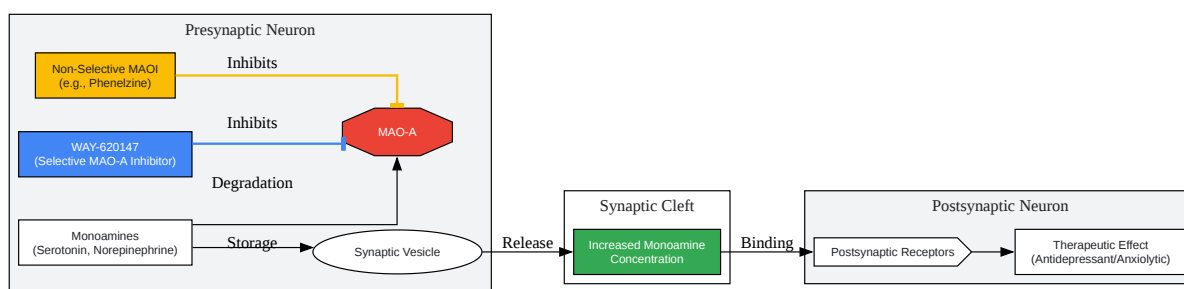 Presynaptic Neuron
Non-Selective MAOI
(e.g., Phenelzine)
Inhibits
MAO-A
WAY-620147
(Selective MAO-A Inhibitor)
Inhibits
Degradation
Monoamines
(Serotonin, Norepinephrine)
Storage
Synaptic Vesicle
Release
Synaptic Cleft
Increased Monoamine
Concentration
Binding
Postsynaptic Neuron
Postsynaptic Receptors
Therapeutic Effect
(Antidepressant/Anxiolytic)